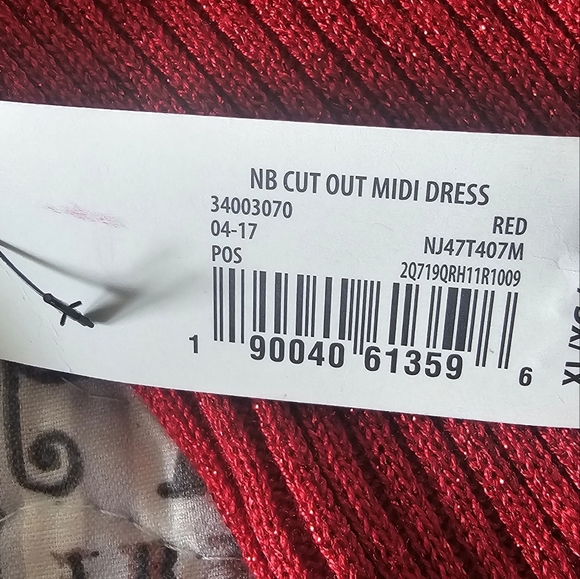 NB CUT OUT MIDI DRESS
34003070 RED
04-17 NJ47T407M
POS 2Q719QRH11R1009
1 90040 61359 6